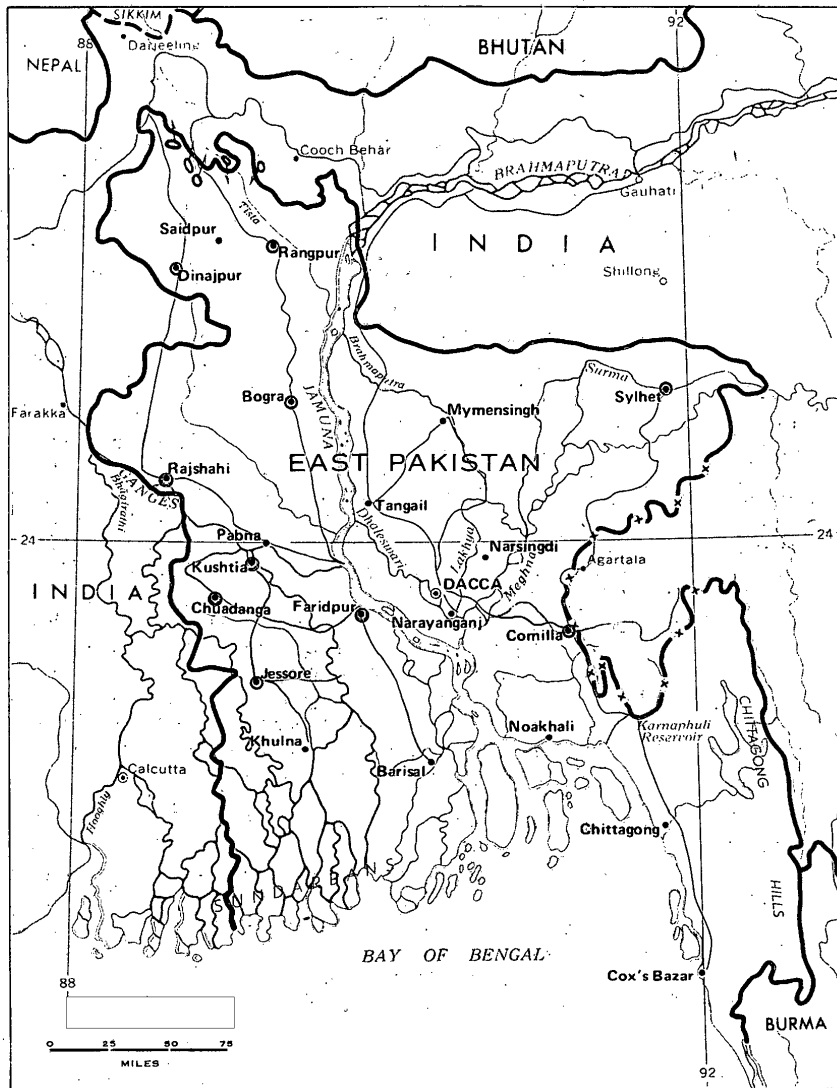 SIKKIM
88
Darjeeling
NEPAL
BHUTAN
92
Cooch Behar
BRAHMAPUTRA
Gauhati
Tista
Saidpur
Rangpur
Dinajpur
INDIA
Shillong
Brahmaputra
Surma
Sylhet
Bogra
JAMUNA
Mymensingh
Farakka
EAST PAKISTAN
Rajshahi
GANGES
Bhagirathi
Tangail
Dhaleswari
Lakhya
Meghna
24
Pabna
Narsingdi
24
Kushtia
Agartala
INDIA
DACCA
Chuadanga
Faridpur
Narayanganj
Comilla
Jessore
Noakhali
Karnaphuli
Reservoir
CHITTAGONG
Khulna
Calcutta
Barisal
Hooghly
Chittagong
SUNDARBANS
HILLS
BAY OF BENGAL
Cox's Bazar
88
BURMA
0 25 50 75
MILES
92